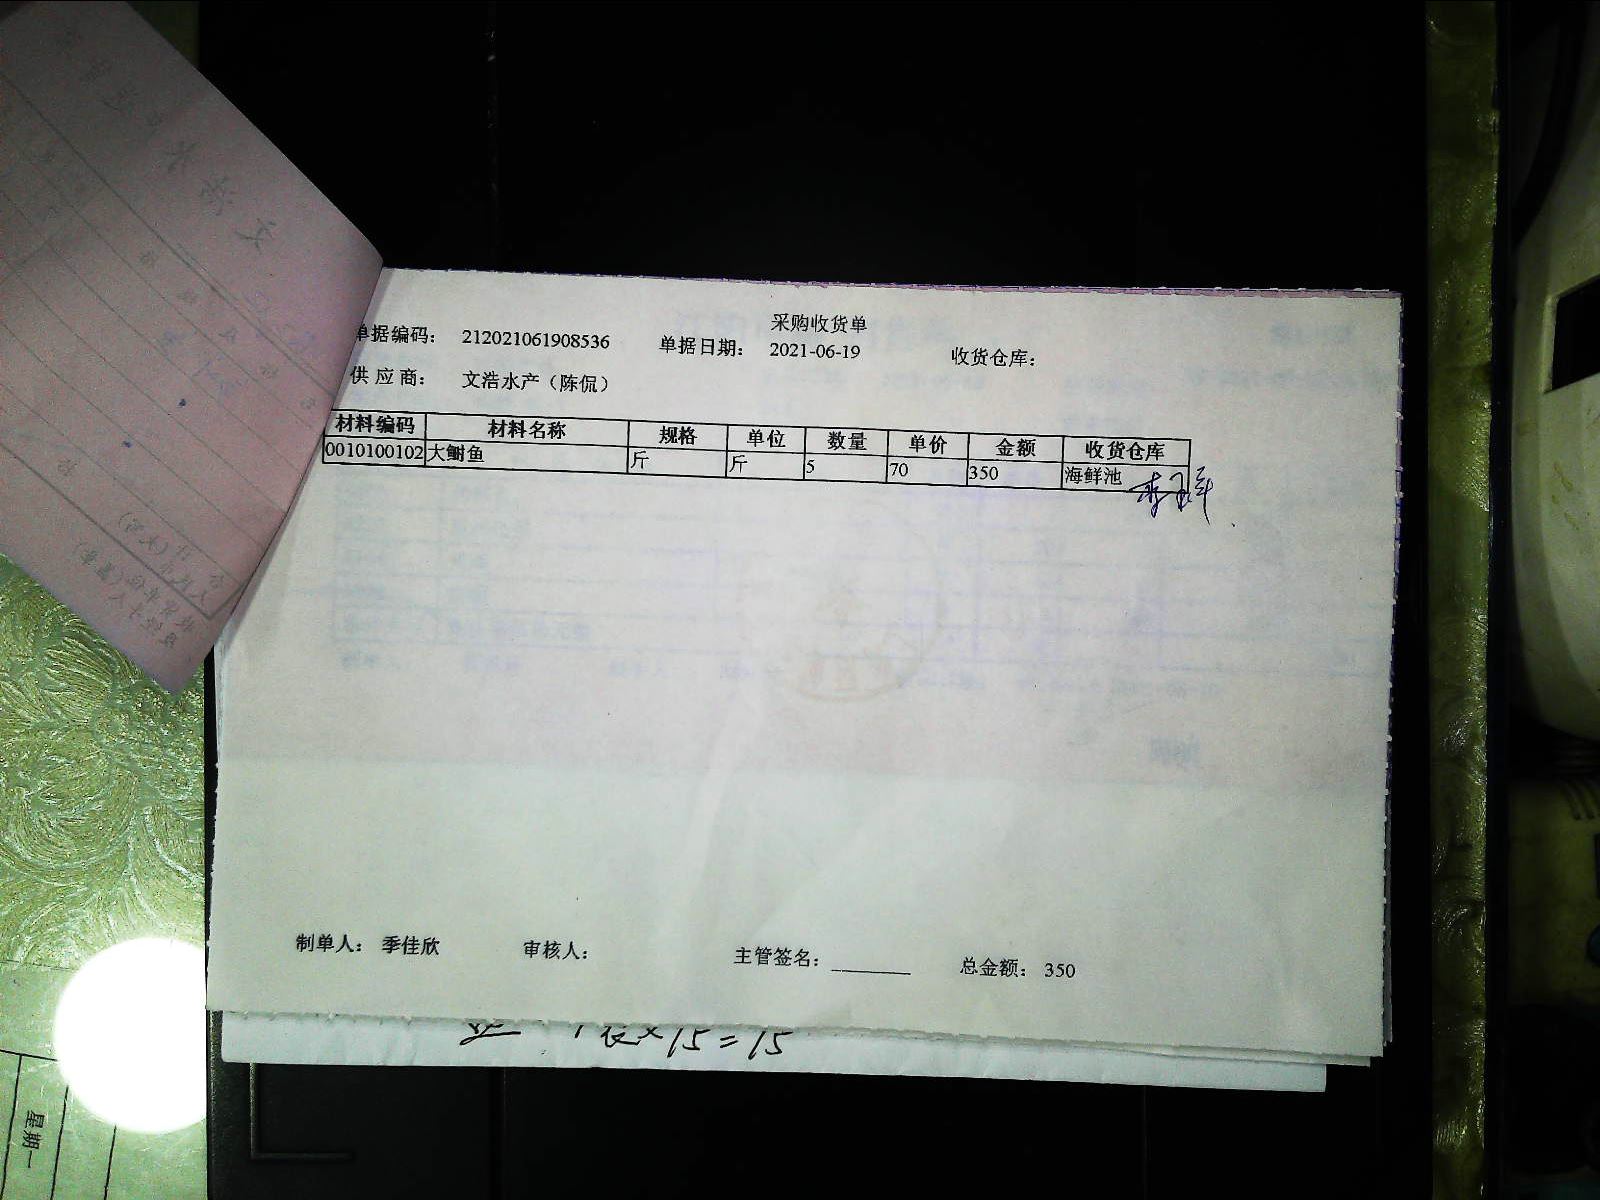 采购收货单
单据编码： 212021061908536 单据日期： 2021-06-19 收货仓库：
供应商： 文浩水产（陈侃）
材料编码 材料名称 规格 单位 数量 单价 金额 收货仓库
0010100102 大鲋鱼 斤 斤 5 70 350 海鲜池
制单人： 季佳欣 审核人： 主管签名： 总金额： 350
15=15
星期一